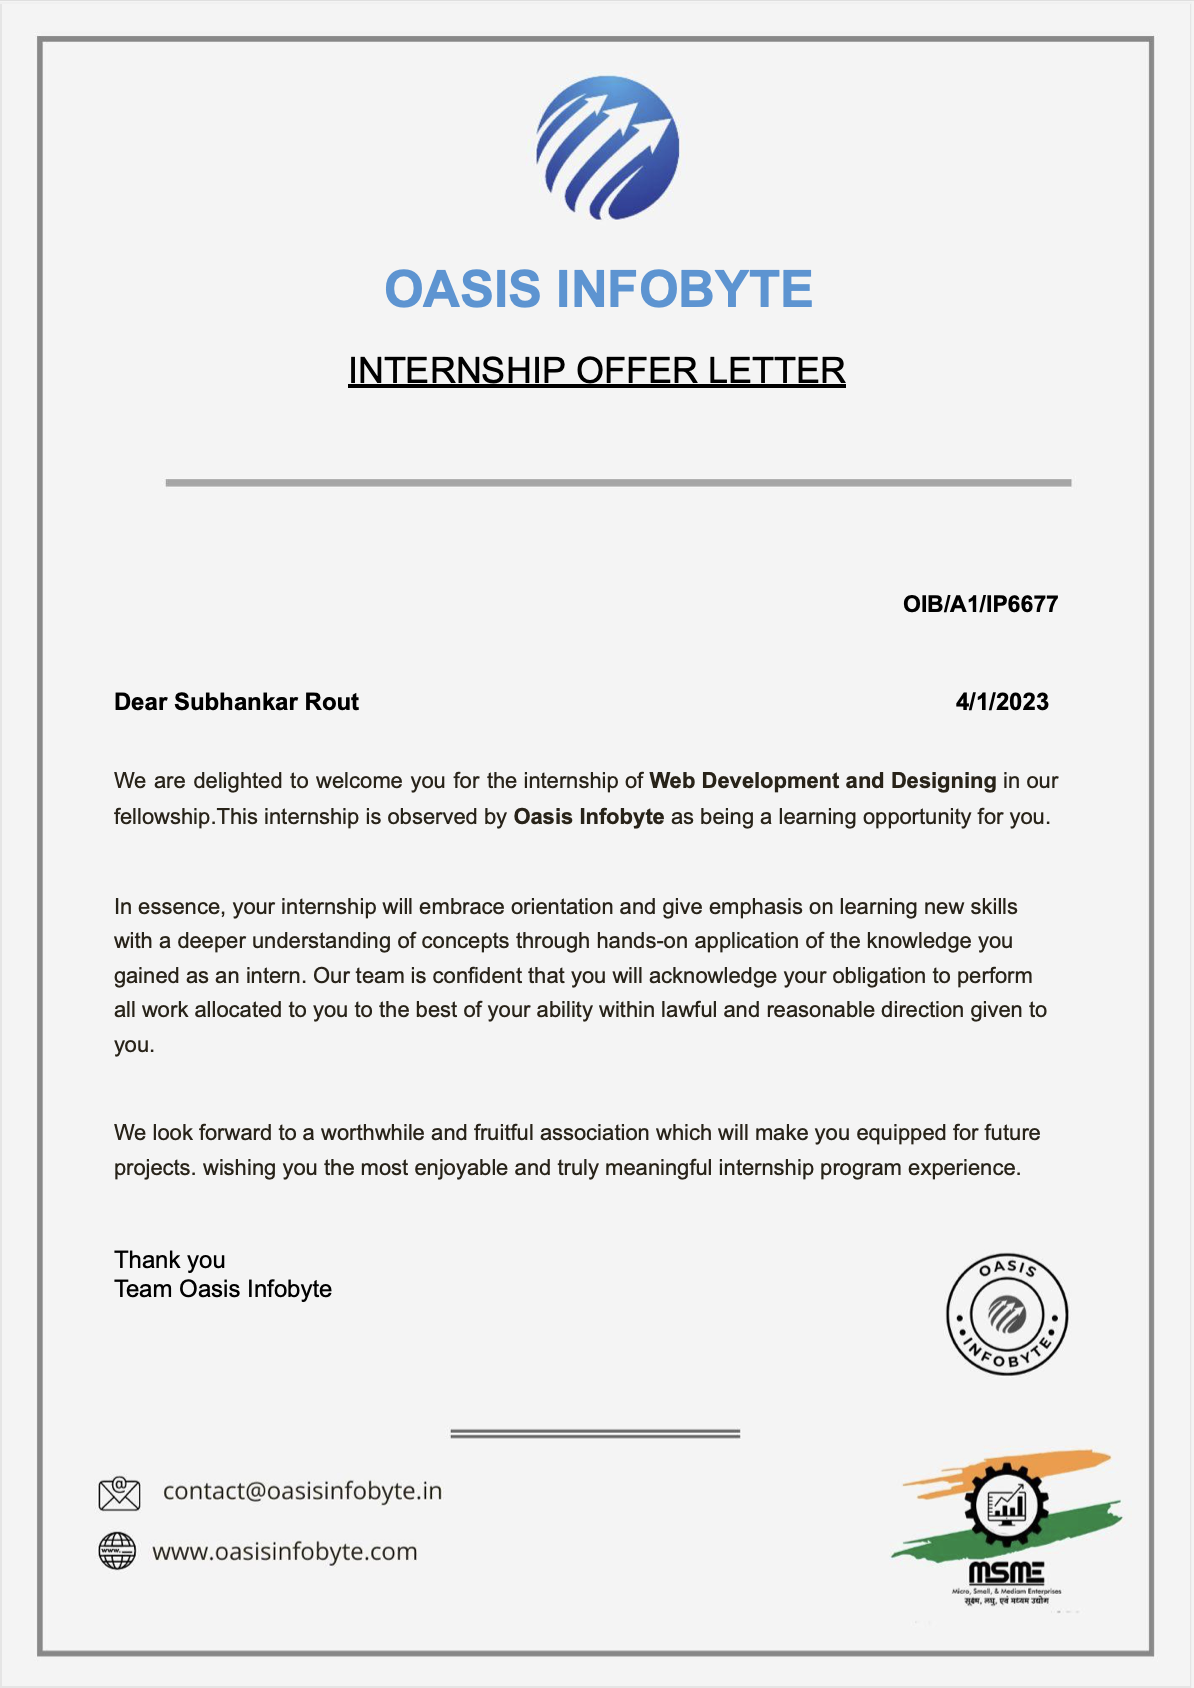 OASIS INFOBYTE
INTERNSHIP OFFER LETTER
OIB/A1/IP6677
Dear Subhankar Rout 4/1/2023
We are delighted to welcome you for the internship of Web Development and Designing in our
fellowship.This internship is observed by Oasis Infobyte as being a learning opportunity for you.
In essence, your internship will embrace orientation and give emphasis on learning new skills
with a deeper understanding of concepts through hands-on application of the knowledge you
gained as an intern. Our team is confident that you will acknowledge your obligation to perform
all work allocated to you to the best of your ability within lawful and reasonable direction given to
you.
We look forward to a worthwhile and fruitful association which will make you equipped for future
projects. wishing you the most enjoyable and truly meaningful internship program experience.
Thank you
Team Oasis Infobyte
OASIS
INFOBYTE
@ contact@oasisinfobyte.in
www. www.oasisinfobyte.com
MSME
Micro, Small, & Mediam Enterprises
सूक्ष्म, लघु, एवं मध्यम उद्योग